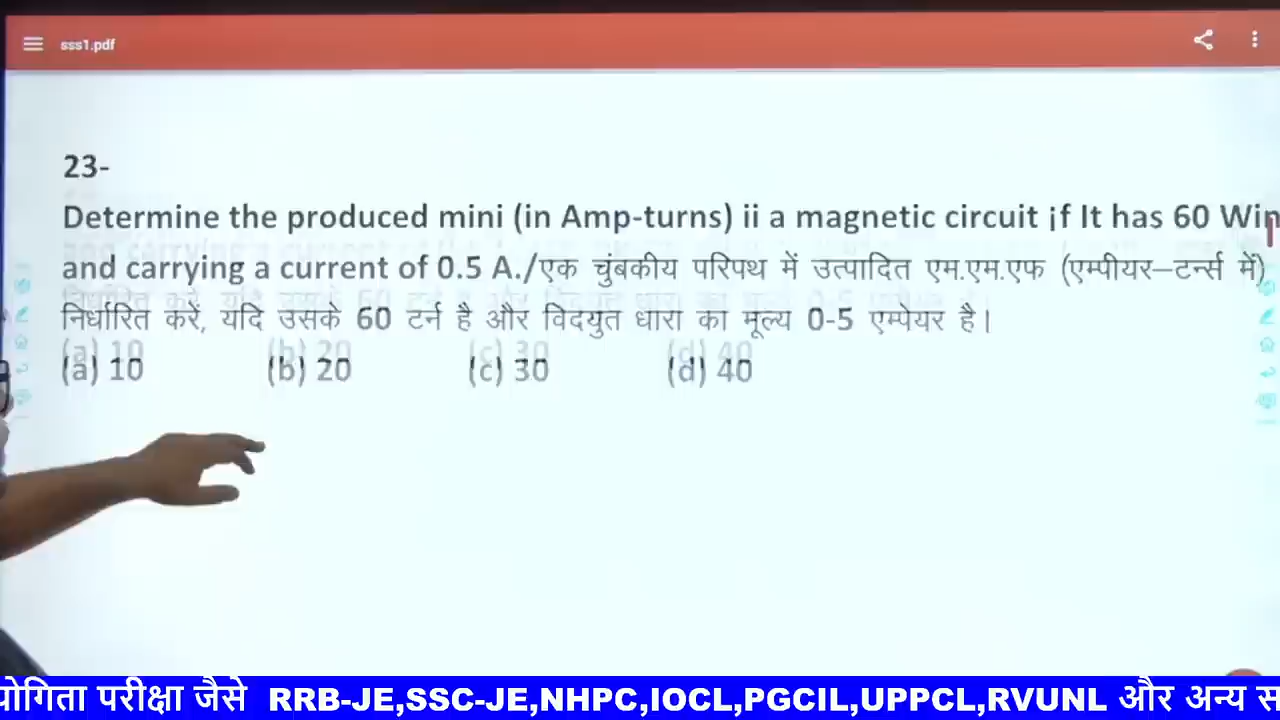 sss1.pdf
23-
Determine the produced mini (in Amp-turns) ii a magnetic circuit ¡f It has 60 Win
and carrying a current of 0.5 A./एक चुंबकीय परिपथ में उत्पादित एम.एम.एफ (एम्पीयर–टर्न्स में)
निर्धारित करें, यदि उसके 60 टर्न है और विदयुत धारा का मूल्य 0-5 एम्पेयर है।
(a) 10 (b) 20 (c) 30 (d) 40
योगिता परीक्षा जैसे RRB-JE,SSC-JE,NHPC,IOCL,PGCIL,UPPCL,RVUNL और अन्य स